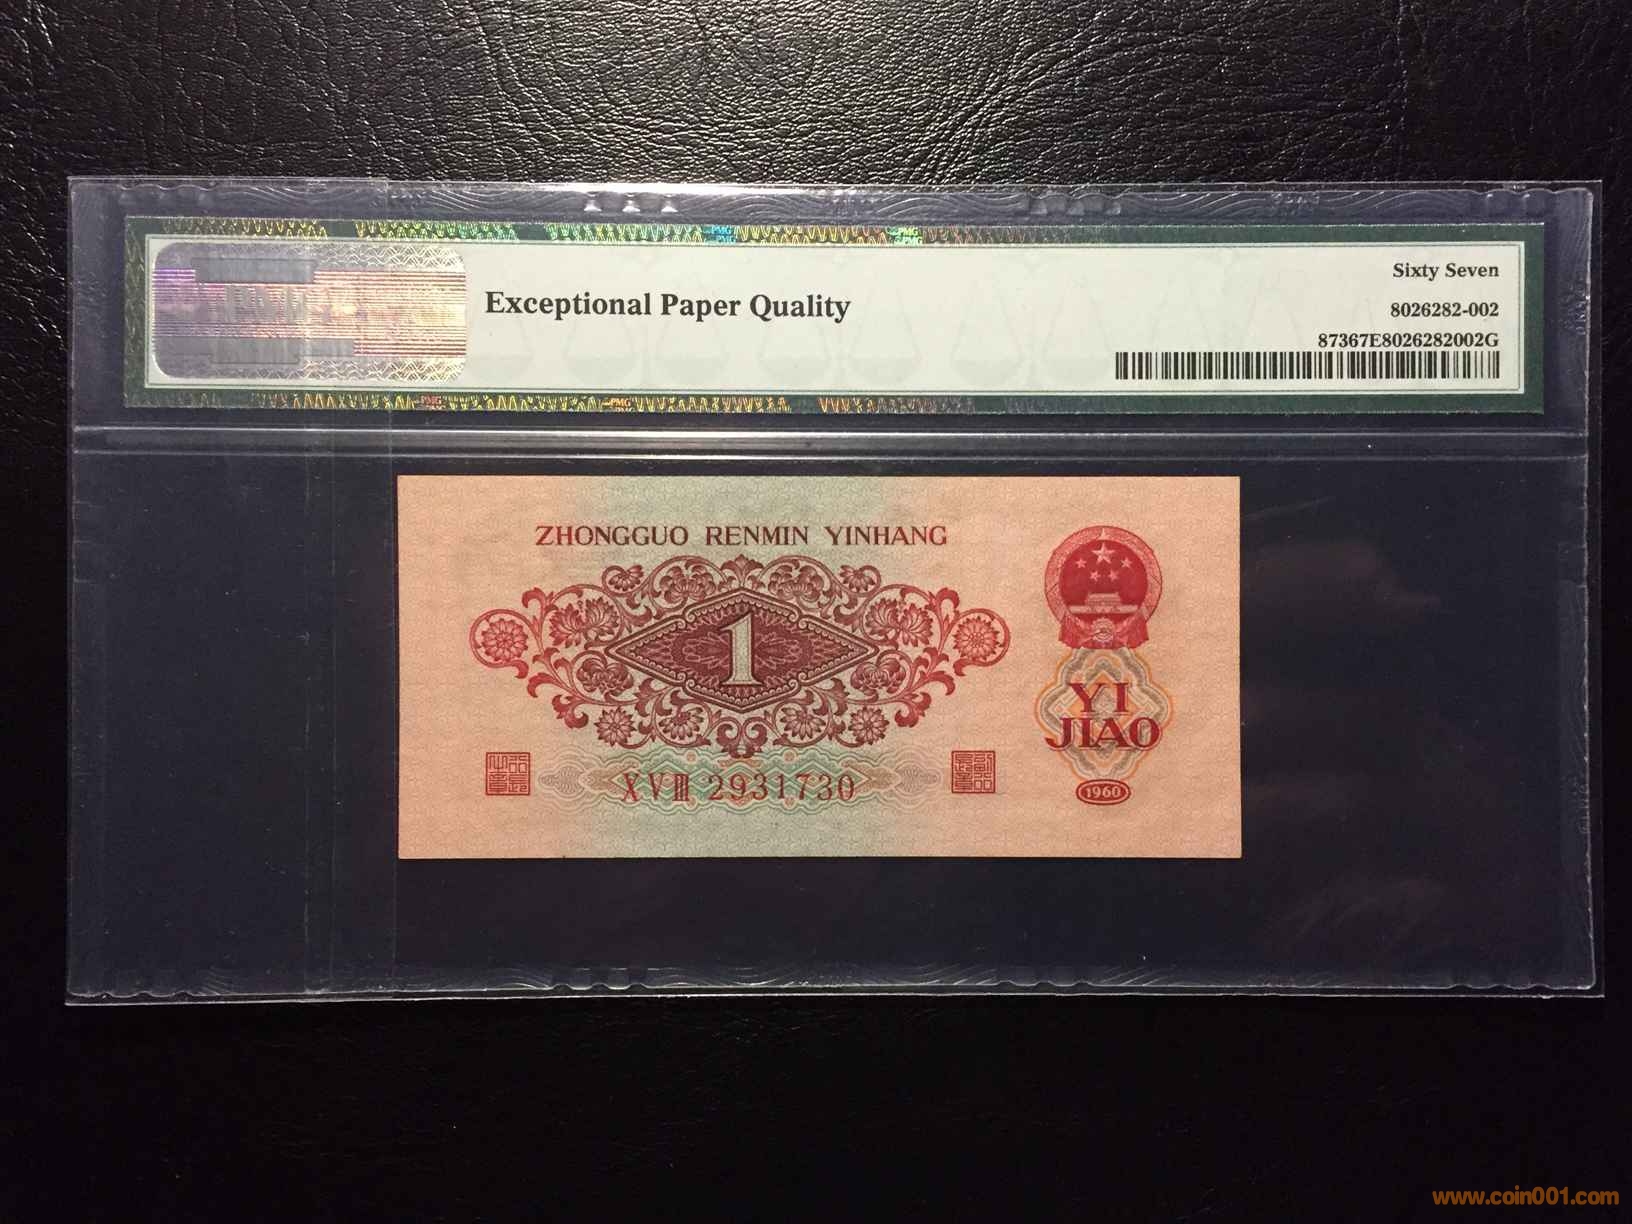 Sixty Seven
Exceptional Paper Quality
8026282-002
87367E8026282002G
ZHONGGUO RENMIN YINHANG
1
YI
JIAO
XVIII 2931730
1960
www.coin001.com